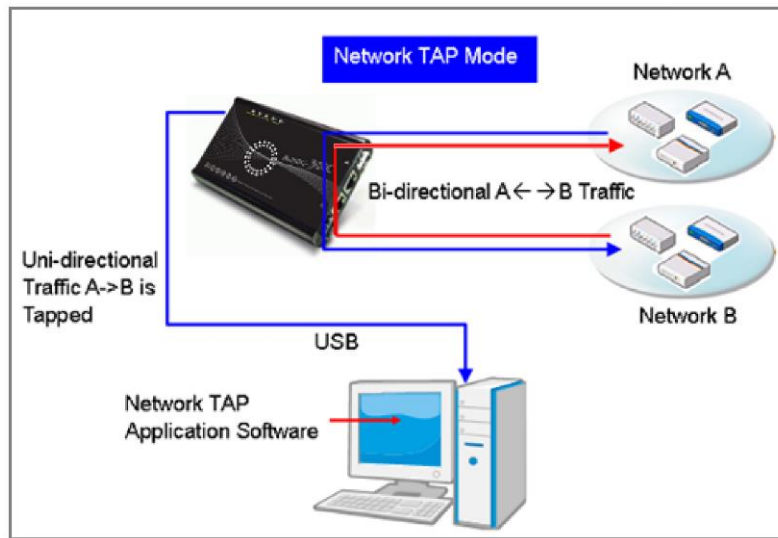 Network TAP Mode
Network A
Bi-directional A← →B Traffic
Uni-directional
Traffic A->B is
Tapped
Network B
USB
Network TAP
Application Software